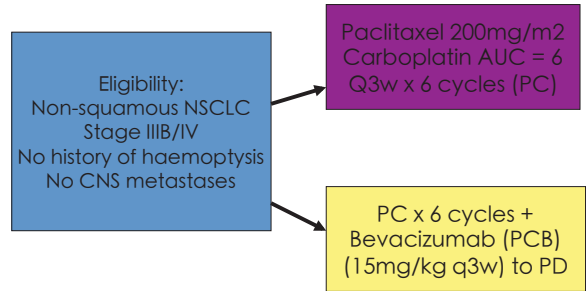 Eligibility:
Non-squamous NSCLC
Stage IIIB/IV
No history of haemoptysis
No CNS metastases
Paclitaxel 200mg/m2
Carboplatin AUC = 6
Q3w x 6 cycles (PC)
PC x 6 cycles +
Bevacizumab (PCB)
(15mg/kg q3w) to PD